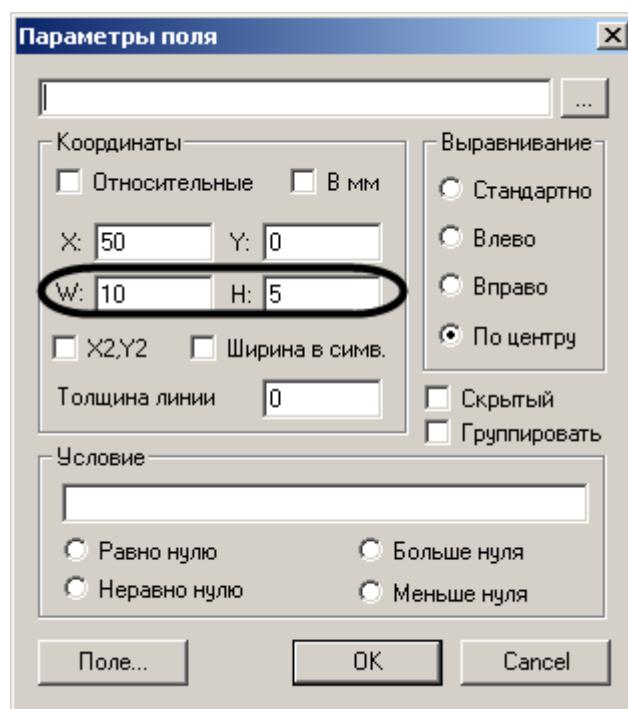 Параметры поля
...
Координаты
Относительные В мм
X: 50 Y: 0
W: 10 H: 5
X2,Y2 Ширина в симв.
Толщина линии 0
Выравнивание
Стандартно
Влево
Вправо
По центру
Скрытый
Группировать
Условие
Равно нулю Больше нуля
Неравно нулю Меньше нуля
Поле... OK Cancel